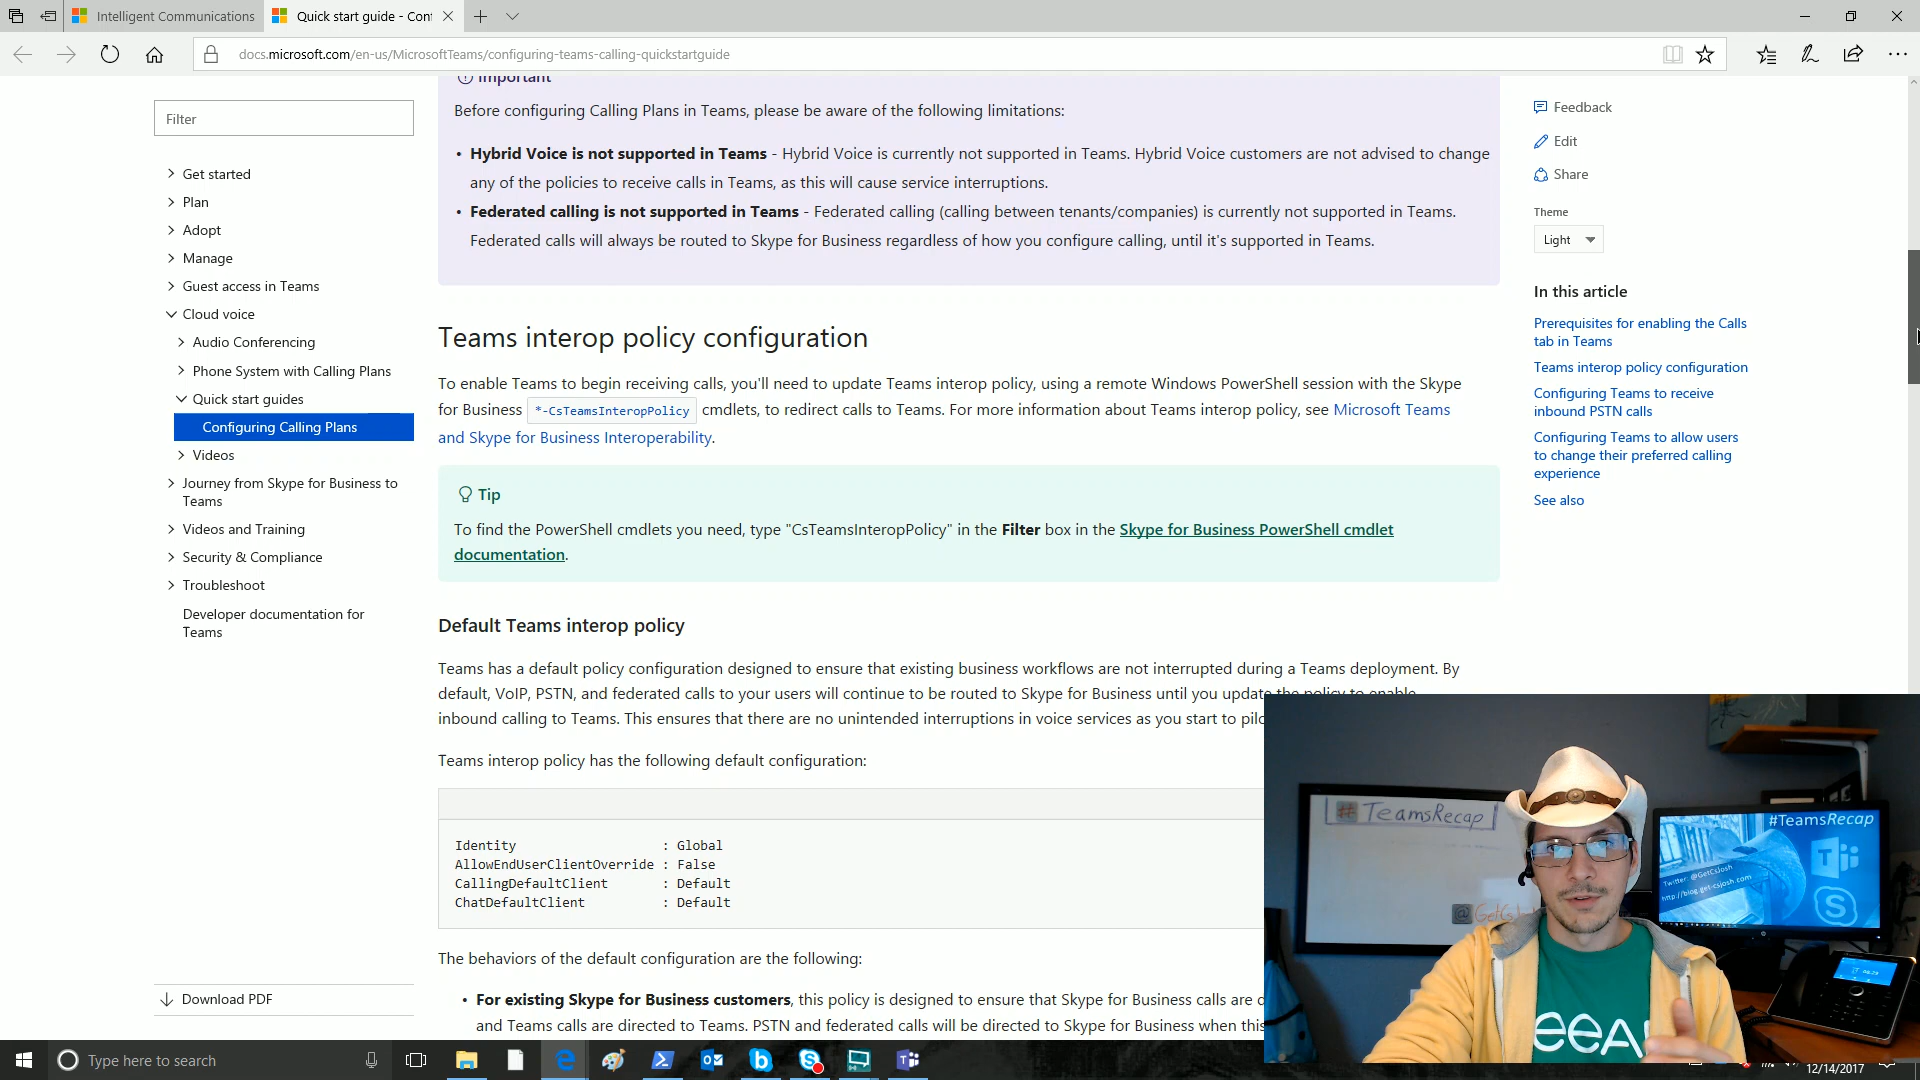 Intelligent Communications
Quick start guide - Con
docs.microsoft.com/en-us/MicrosoftTeams/configuring-teams-calling-quickstartguide
Filter
Get started
Plan
Adopt
Manage
Guest access in Teams
Cloud voice
Audio Conferencing
Phone System with Calling Plans
Quick start guides
Configuring Calling Plans
Videos
Journey from Skype for Business to
Teams
Videos and Training
Security & Compliance
Troubleshoot
Developer documentation for
Teams
Download PDF
Important
Before configuring Calling Plans in Teams, please be aware of the following limitations:
• Hybrid Voice is not supported in Teams - Hybrid Voice is currently not supported in Teams. Hybrid Voice customers are not advised to change
any of the policies to receive calls in Teams, as this will cause service interruptions.
• Federated calling is not supported in Teams - Federated calling (calling between tenants/companies) is currently not supported in Teams.
Federated calls will always be routed to Skype for Business regardless of how you configure calling, until it's supported in Teams.
Teams interop policy configuration
To enable Teams to begin receiving calls, you'll need to update Teams interop policy, using a remote Windows PowerShell session with the Skype
for Business *-CsTeamsInteropPolicy cmdlets, to redirect calls to Teams. For more information about Teams interop policy, see Microsoft Teams
and Skype for Business Interoperability.
Tip
To find the PowerShell cmdlets you need, type "CsTeamsInteropPolicy" in the Filter box in the Skype for Business PowerShell cmdlet
documentation.
Default Teams interop policy
Teams has a default policy configuration designed to ensure that existing business workflows are not interrupted during a Teams deployment. By
default, VoIP, PSTN, and federated calls to your users will continue to be routed to Skype for Business until you update the policy to enable
inbound calling to Teams. This ensures that there are no unintended interruptions in voice services as you start to pilo
Teams interop policy has the following default configuration:
Identity : Global
AllowEndUserClientOverride : False
CallingDefaultClient : Default
ChatDefaultClient : Default
The behaviors of the default configuration are the following:
• For existing Skype for Business customers, this policy is designed to ensure that Skype for Business calls are d
and Teams calls are directed to Teams. PSTN and federated calls will be directed to Skype for Business when this
Feedback
Edit
Share
Theme
Light
In this article
Prerequisites for enabling the Calls
tab in Teams
Teams interop policy configuration
Configuring Teams to receive
inbound PSTN calls
Configuring Teams to allow users
to change their preferred calling
experience
See also
# TeamsRecap
@GetCs
#TeamsRecap
Twitter: @GetCsJosh
http://blog.get-csjosh.com
Type here to search
12/14/2017